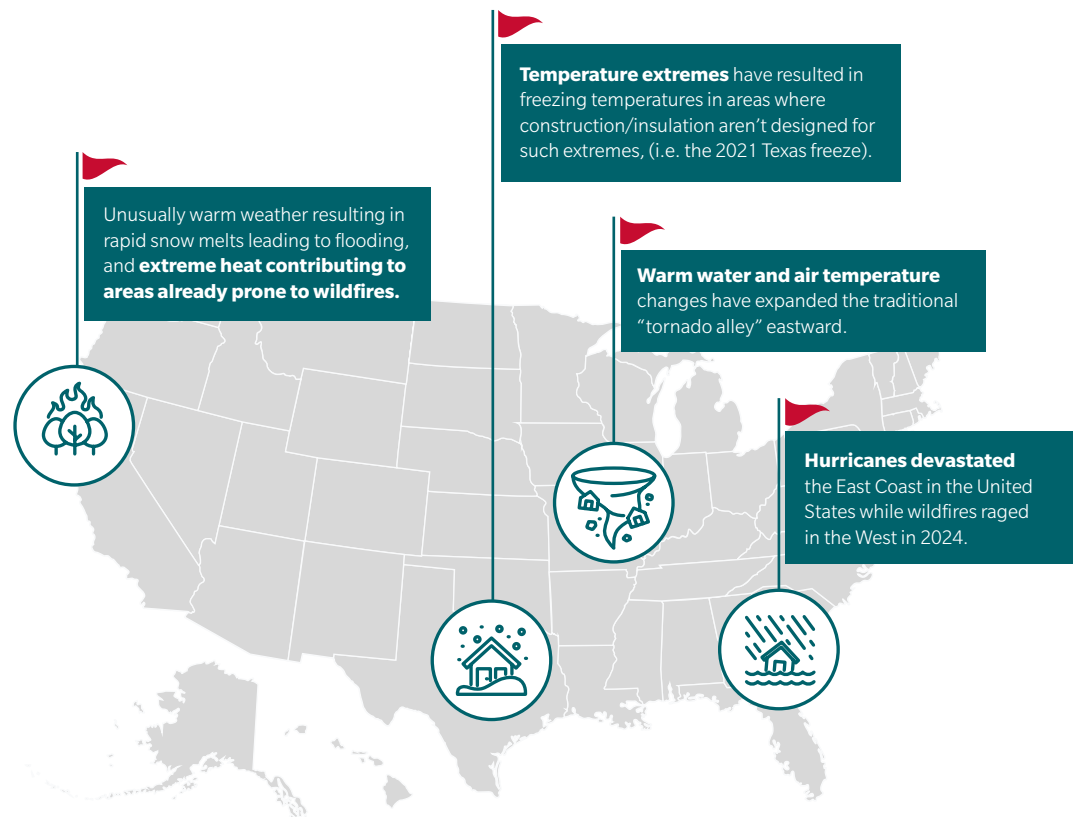 Temperature extremes have resulted in
freezing temperatures in areas where
construction/insulation aren’t designed for
such extremes, (i.e. the 2021 Texas freeze).
Unusually warm weather resulting in
rapid snow melts leading to flooding,
and extreme heat contributing to
areas already prone to wildfires.
Warm water and air temperature
changes have expanded the traditional
“tornado alley” eastward.
Hurricanes devastated
the East Coast in the United
States while wildfires raged
in the West in 2024.